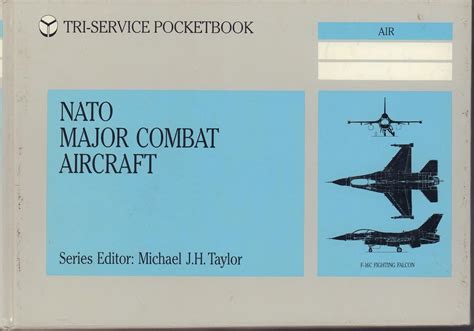 TRI-SERVICE POCKETBOOK
AIR
NATO
MAJOR COMBAT
AIRCRAFT
Series Editor: Michael J.H. Taylor
F-16C FIGHTING FALCON